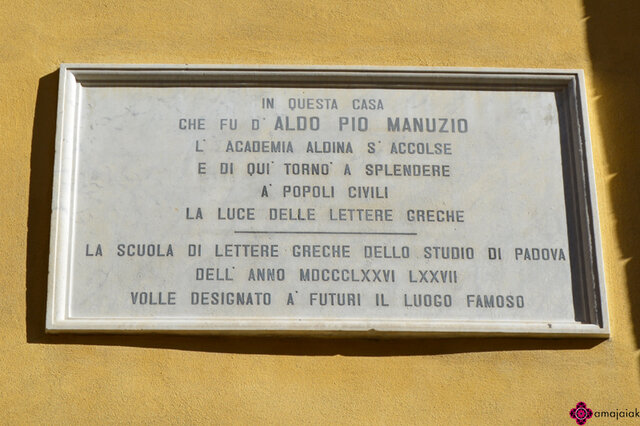 IN QUESTA CASA
CHE FU D' ALDO PIO MANUZIO
L' ACADEMIA ALDINA S' ACCOLSE
E DI QUI' TORNO' A SPLENDERE
A' POPOLI CIVILI
LA LUCE DELLE LETTERE GRECHE
LA SCUOLA DI LETTERE GRECHE DELLO STUDIO DI PADOVA
DELL' ANNO MDCCCLXXVI LXXVII
VOLLE DESIGNATO A' FUTURI IL LUOGO FAMOSO
amajaiak